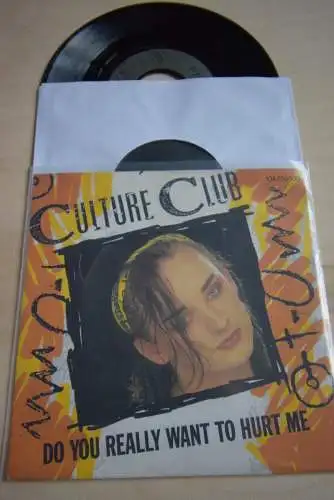 CULTURE CLUB
DO YOU REALLY WANT TO HURT ME